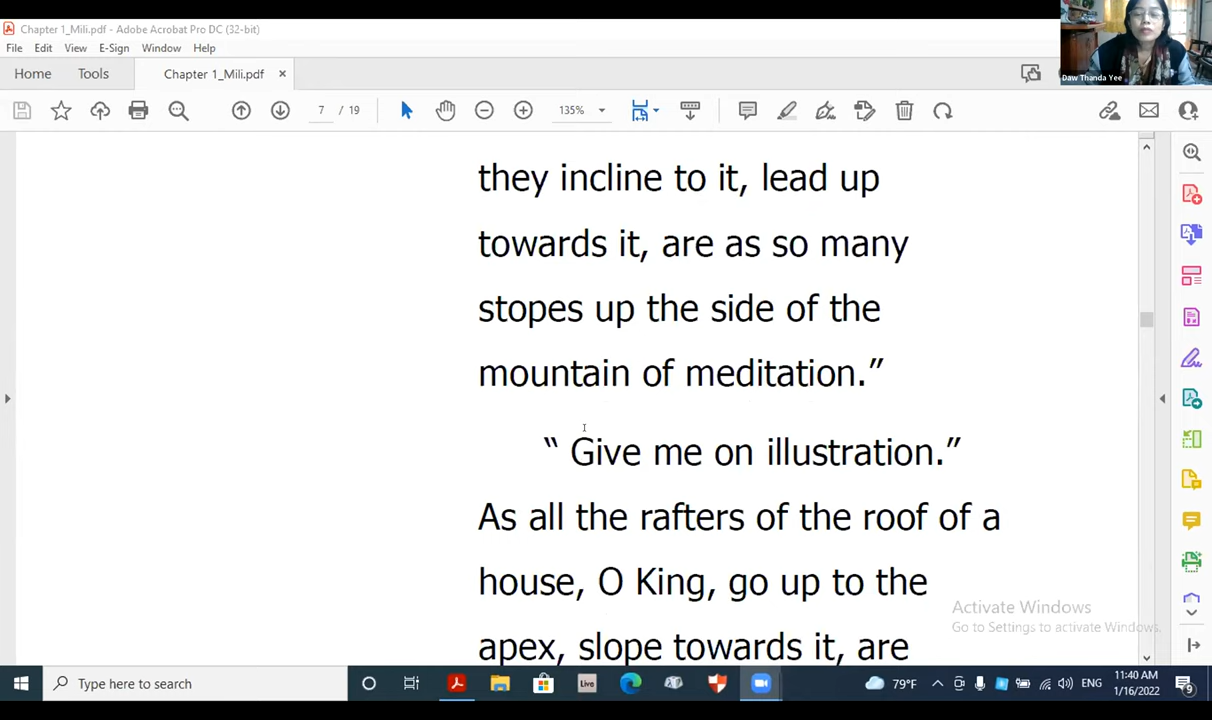 Chapter 1_Mili.pdf - Adobe Acrobat Pro DC (32-bit)
File Edit View E-Sign Window Help
Home Tools Chapter 1_Mili.pdf ×
7 / 19 135%
they incline to it, lead up
towards it, are as so many
stopes up the side of the
mountain of meditation.”
“ Give me on illustration.”
As all the rafters of the roof of a
house, O King, go up to the
apex, slope towards it, are
Activate Windows
Go to Settings to activate Windows.
Daw Thanda Yee
Type here to search
Live
79°F
ENG
11:40 AM
1/16/2022
9